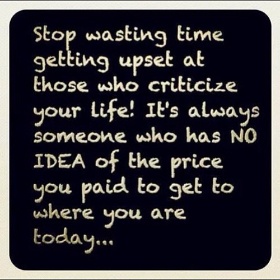 Stop wasting time
getting upset at
those who criticize
your life! It's always
someone who has NO
IDEA of the price
you paid to get to
where you are
today...